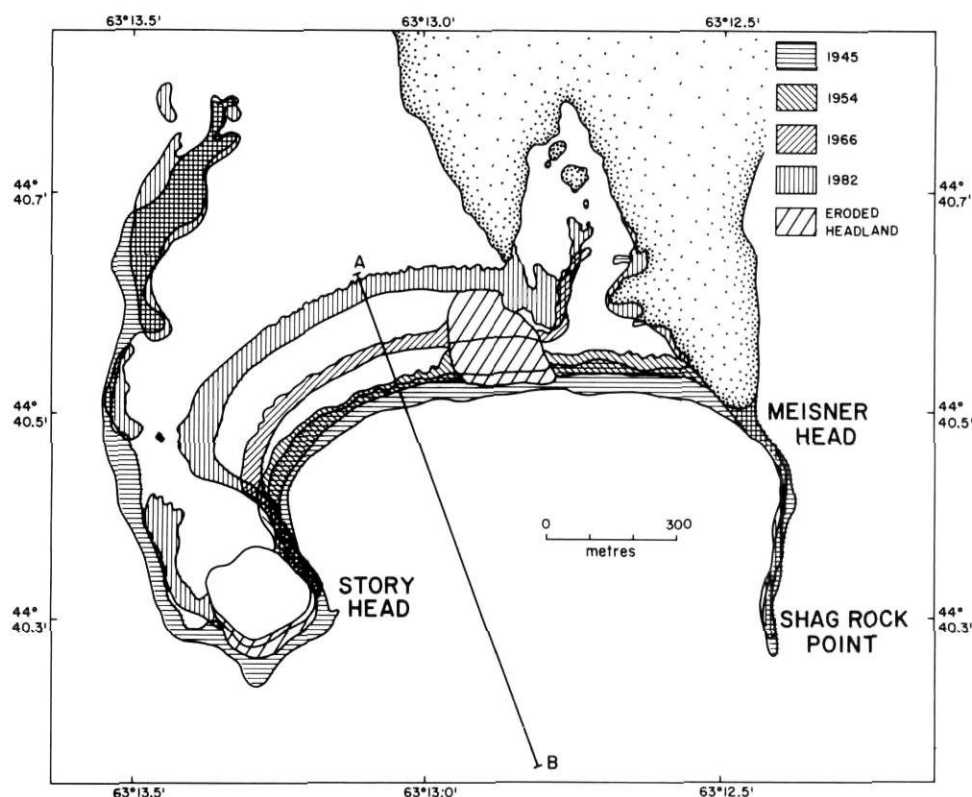 63°13.5'
63°13.0'
63°12.5'
1945
1954
1966
1982
ERODED
HEADLAND
44°
40.7'
44°
40.7'
A
44°
40.5'
44°
40.5'
MEISNER
HEAD
0
300
metres
STORY
HEAD
44°
40.3'
SHAG ROCK
POINT
44°
40.3'
B
63°13.5'
63°13.0'
63°12.5'